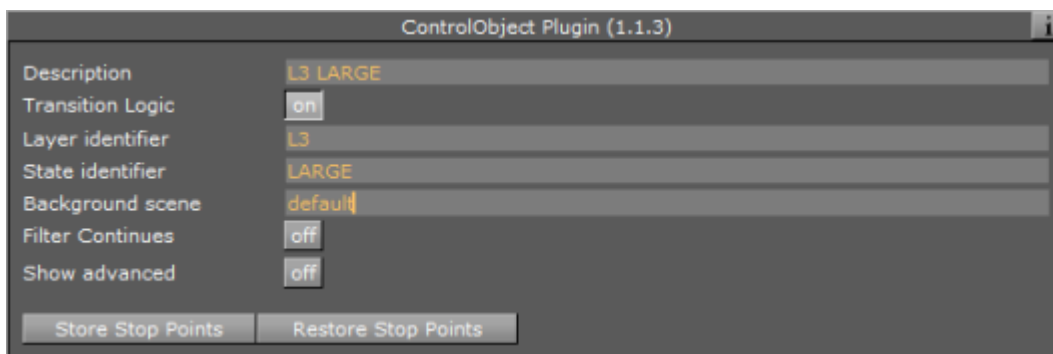 ControlObject Plugin (1.1.3) i
Description L3 LARGE
Transition Logic on
Layer identifier L3
State identifier LARGE
Background scene default
Filter Continues off
Show advanced off
Store Stop Points Restore Stop Points